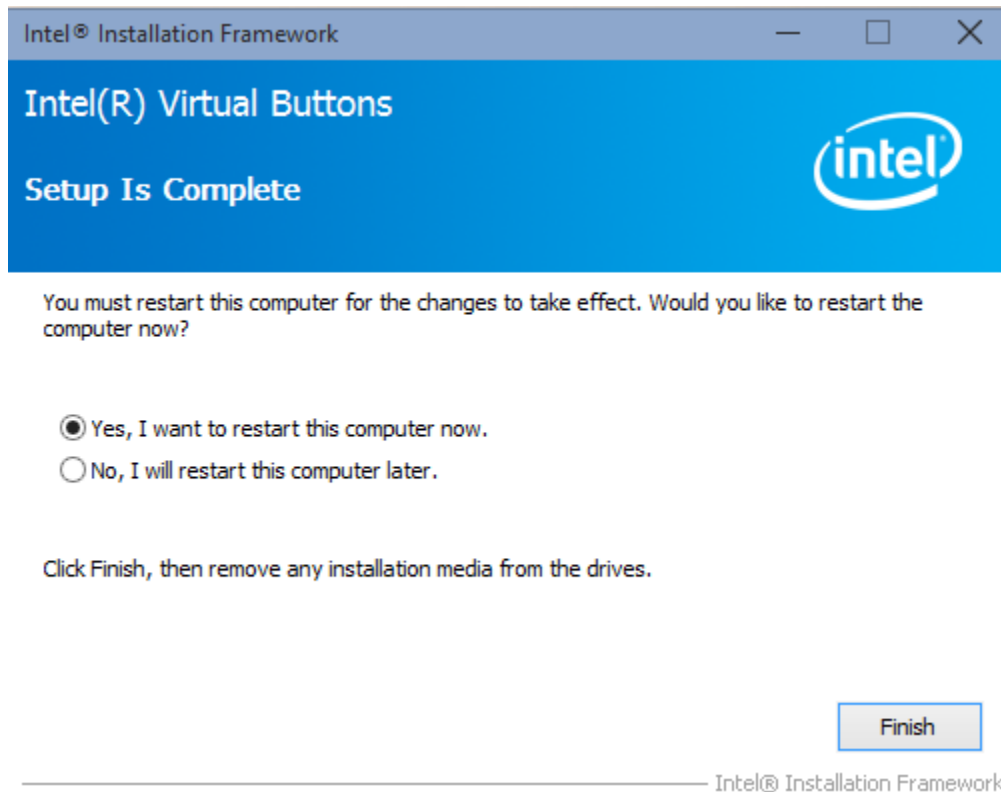 Intel® Installation Framework
Intel(R) Virtual Buttons
intel®
Setup Is Complete
You must restart this computer for the changes to take effect. Would you like to restart the
computer now?
Yes, I want to restart this computer now.
No, I will restart this computer later.
Click Finish, then remove any installation media from the drives.
Finish
Intel® Installation Framework